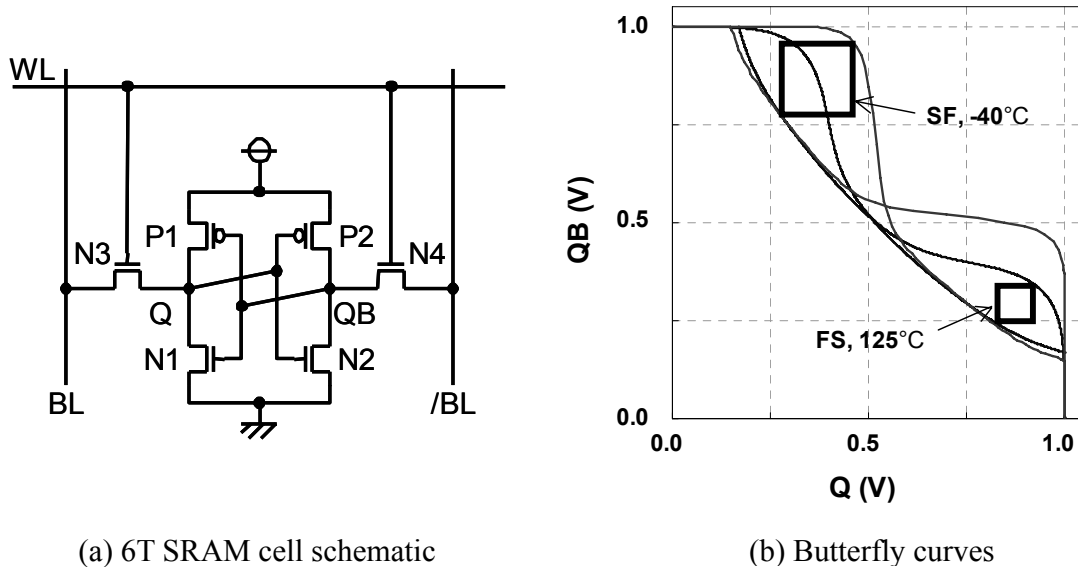 WL
P1
P2
N3
N4
Q
QB
N1
N2
BL
/BL
(a) 6T SRAM cell schematic
QB (V)
1.0
0.5
0.0
SF, -40°C
FS, 125°C
0.0
0.5
1.0
Q (V)
(b) Butterfly curves